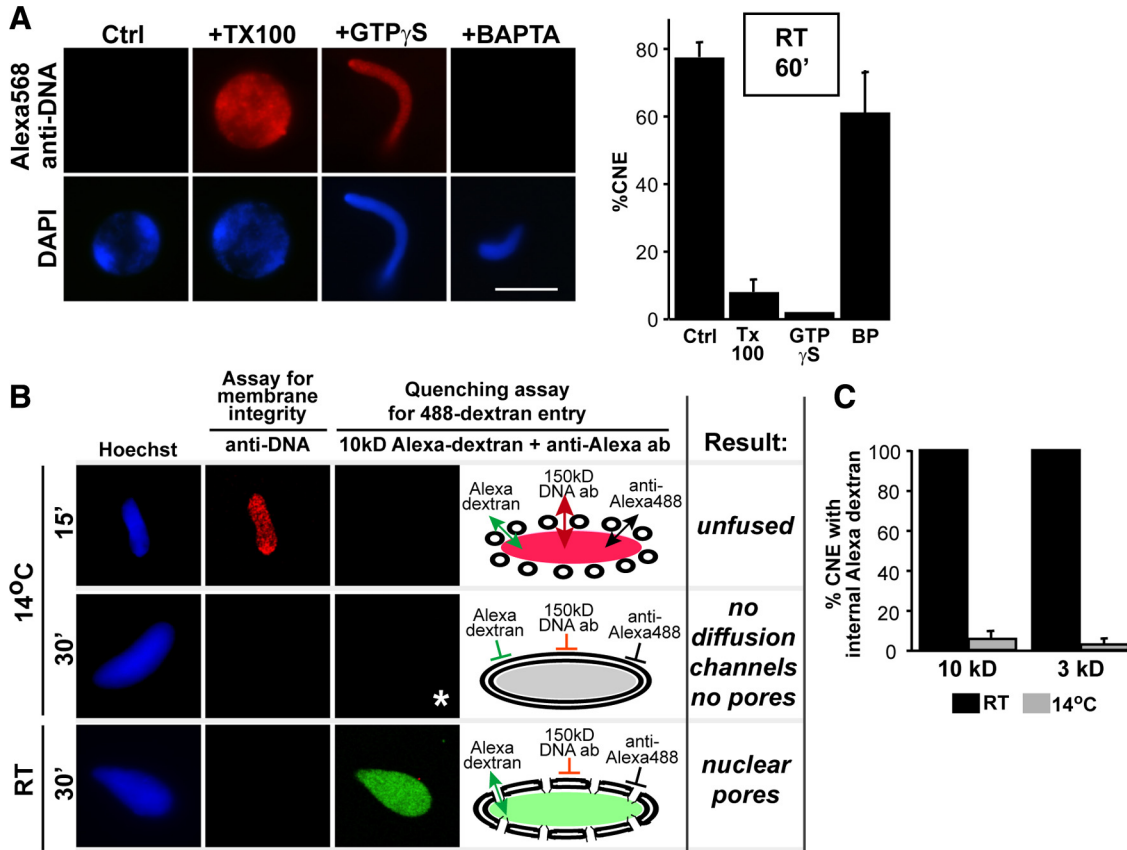 A
Ctrl
+TX100
+GTPγS
+BAPTA
Alexa568
anti-DNA
DAPI
RT
60’
%CNE
80
60
40
20
0
Ctrl
Tx
100
GTP
γS
BP
B
Assay for
membrane
integrity
Quenching assay
for 488-dextran entry
Hoechst
anti-DNA
10kD Alexa-dextran + anti-Alexa ab
Result:
14°C
15’
Alexa
dextran
150kD
DNA ab
anti-
Alexa488
unfused
30’
*
Alexa
dextran
150kD
DNA ab
anti-
Alexa488
no
diffusion
channels
no pores
RT
30’
Alexa
dextran
150kD
DNA ab
anti-
Alexa488
nuclear
pores
C
% CNE with
internal Alexa dextran
100
80
60
40
20
0
10 kD
3 kD
RT
14°C